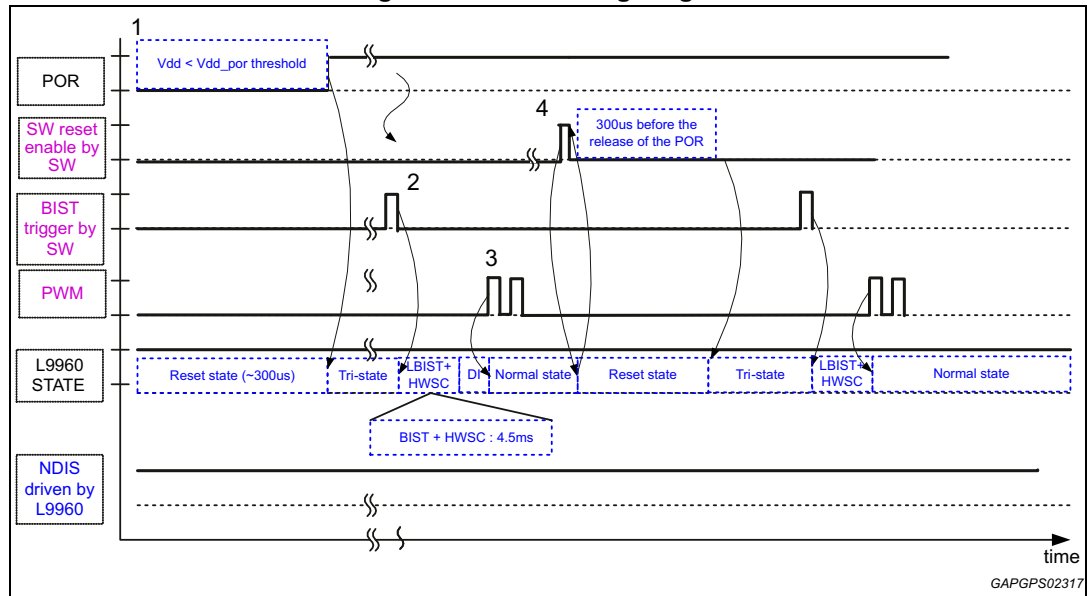 1
Vdd < Vdd_por threshold
POR
4
SW reset
enable by
SW
300us before the
release of the POR
2
BIST
trigger by
SW
3
PWM
L9960
STATE
Reset state (~300us)
Tri-state
LBIST+
HWSC
DI
Normal state
Reset state
Tri-state
LBIST+
HWSC
Normal state
BIST + HWSC : 4.5ms
NDIS
driven by
L9960
time
GAPGPS02317